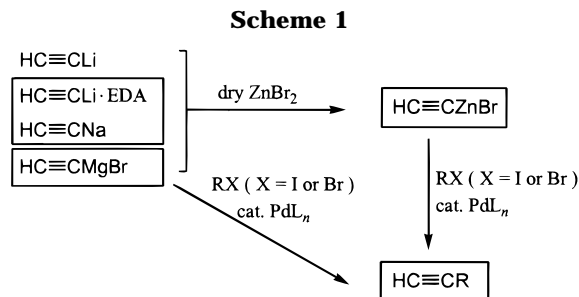 Scheme 1
HC≡CLi
HC≡CLi·EDA
HC≡CNa
HC≡CMgBr
dry ZnBr₂
HC≡CZnBr
RX ( X = I or Br )
cat. PdLₙ
RX ( X = I or Br )
cat. PdLₙ
HC≡CR